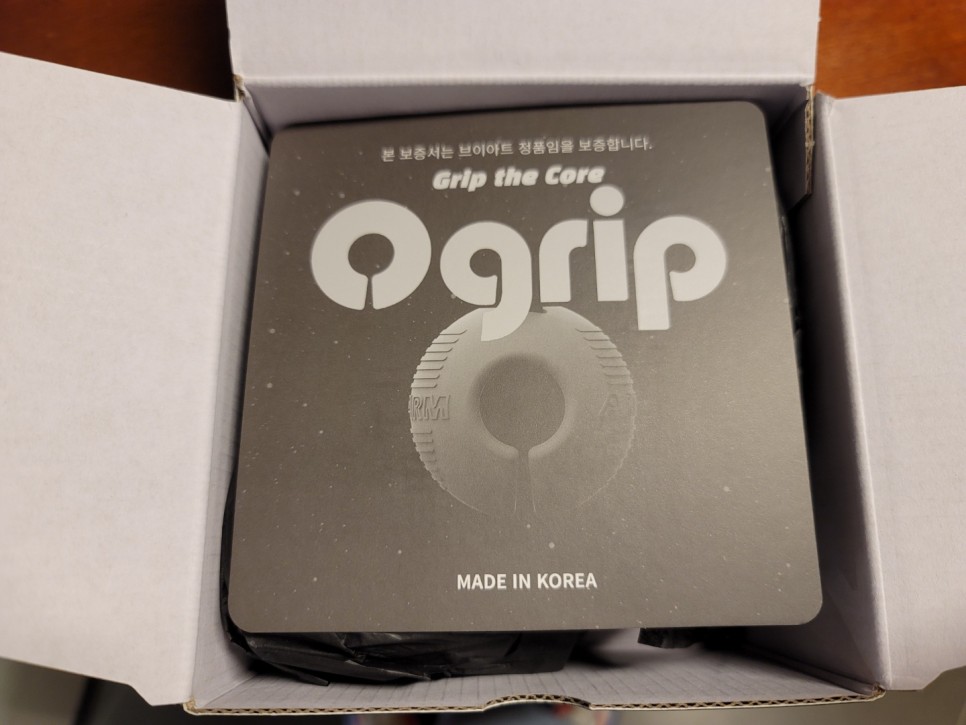 본 보증서는 브이아트 정품임을 보증합니다.
Grip the Core
Ogrip
RM
MADE IN KOREA